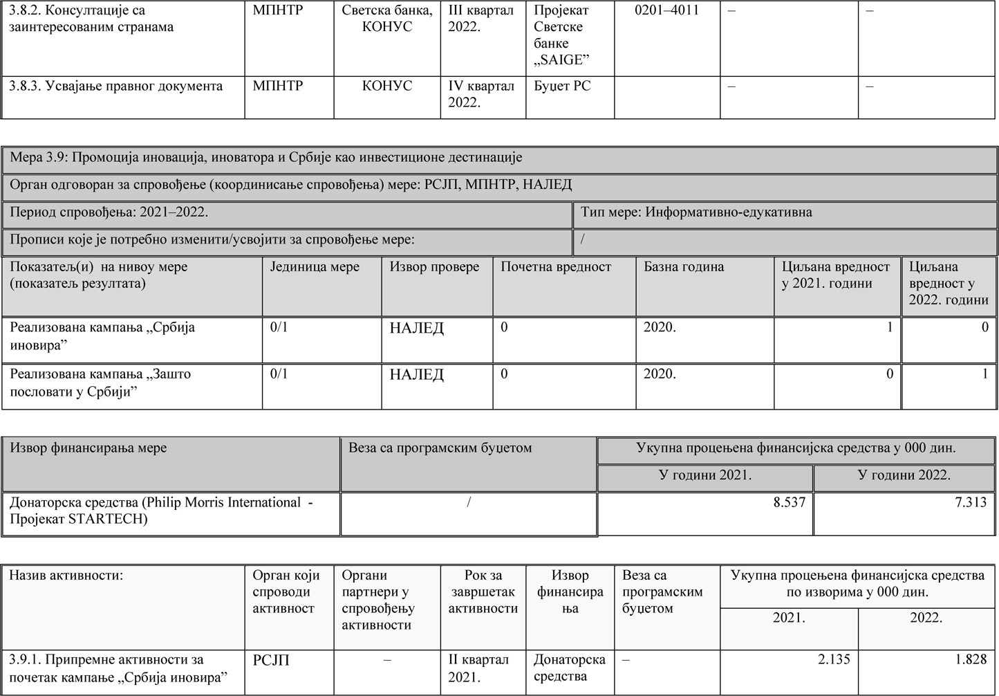 3.8.2. Консултације са заинтересованим странама | МПНТР | Светска банка, КОНУС | III квартал 2022. | Пројекат Светске банке „SAIGE” | 0201–4011 | – | –
3.8.3. Усвајање правног документа | МПНТР | КОНУС | IV квартал 2022. | Буџет РС | | – | –
Мера 3.9: Промоција иновација, иноватора и Србије као инвестиционе дестинације
Орган одговоран за спровођење (координисање спровођења) мере: РСЈП, МПНТР, НАЛЕД
Период спровођења: 2021–2022. | Тип мере: Информативно-едукативна
Прописи које је потребно изменити/усвојити за спровођење мере: | /
Показатељ(и) на нивоу мере (показатељ резултата) | Јединица мере | Извор провере | Почетна вредност | Базна година | Циљана вредност у 2021. години | Циљана вредност у 2022. години
Реализована кампања „Србија иновира” | 0/1 | НАЛЕД | 0 | 2020. | 1 | 0
Реализована кампања „Зашто пословати у Србији” | 0/1 | НАЛЕД | 0 | 2020. | 0 | 1
Извор финансирања мере | Веза са програмским буџетом | Укупна процењена финансијска средства у 000 дин.
У години 2021. | У години 2022.
Донаторска средства (Philip Morris International - Пројекат STARTECH) | / | 8.537 | 7.313
Назив активности: | Орган који спроводи активност | Органи партнери у спровођењу активности | Рок за завршетак активности | Извор финансира ња | Веза са програмским буџетом | Укупна процењена финансијска средства по изворима у 000 дин.
2021. | 2022.
3.9.1. Припремне активности за почетак кампање „Србија иновира” | РСЈП | – | II квартал 2021. | Донаторска средства | – | 2.135 | 1.828